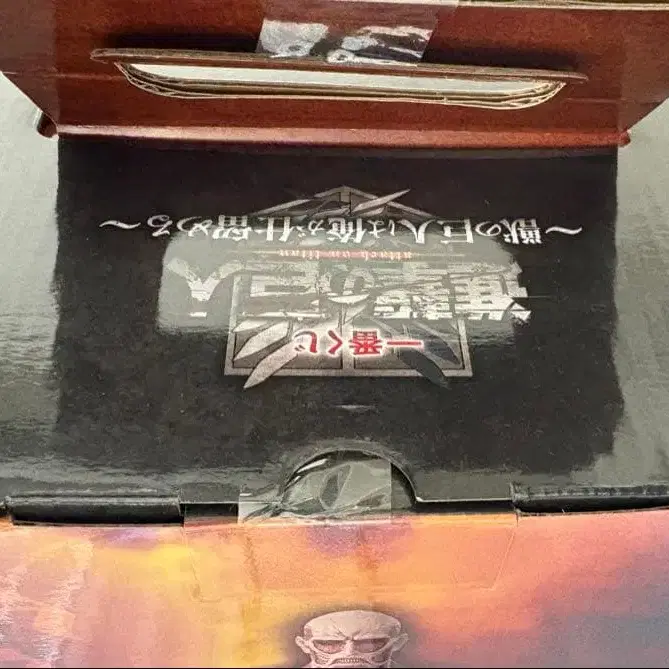 一番くじ
進撃の巨人
attack on titan
～獣の巨人は俺が仕留める～